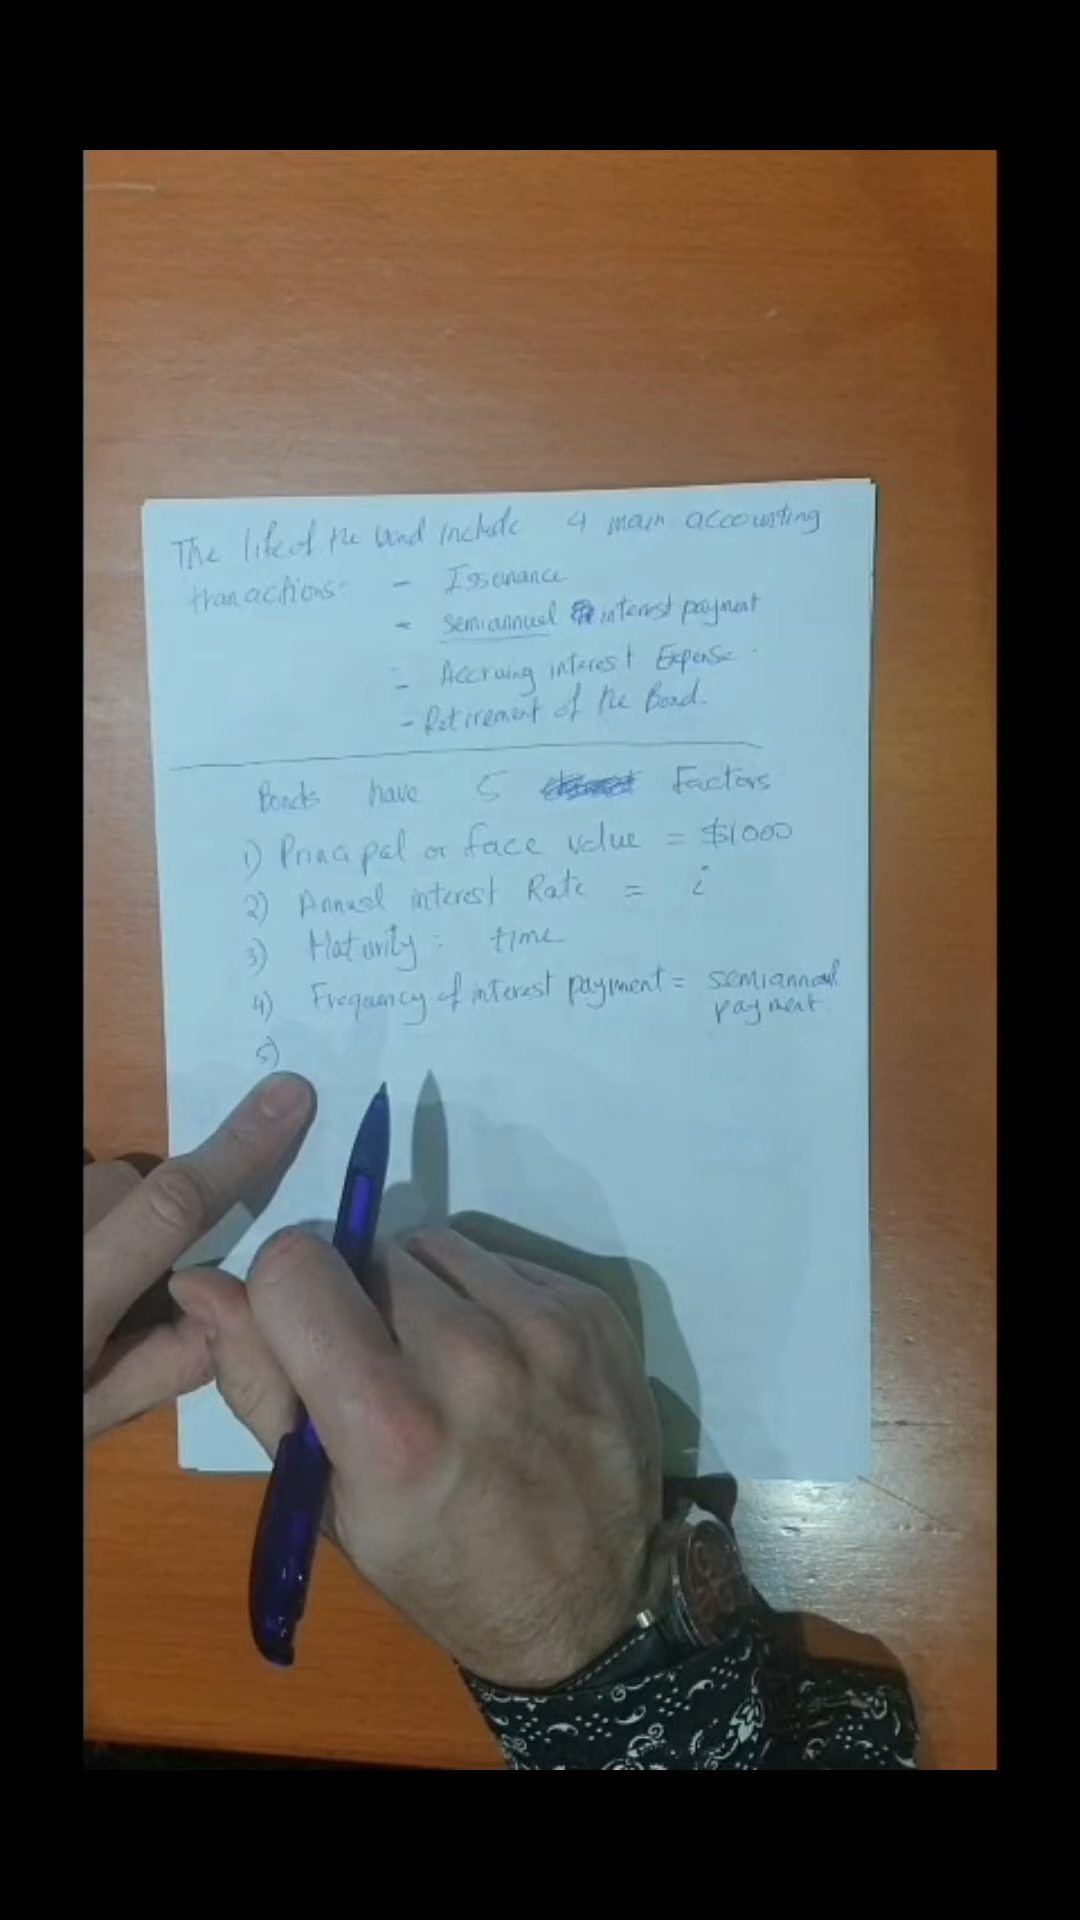 The life of the bond include 4 main accounting
tranactions: - Issonance
- semiannual interest payment
- Accruing interest Expense.
- Retirement of the Bond.
Bonds have 5 Factors
1) Principal or face value = $1000
2) Annual interest Rate = i
3) Maturity: time
4) Frequency of interest payment = semiannual
payment.
5)